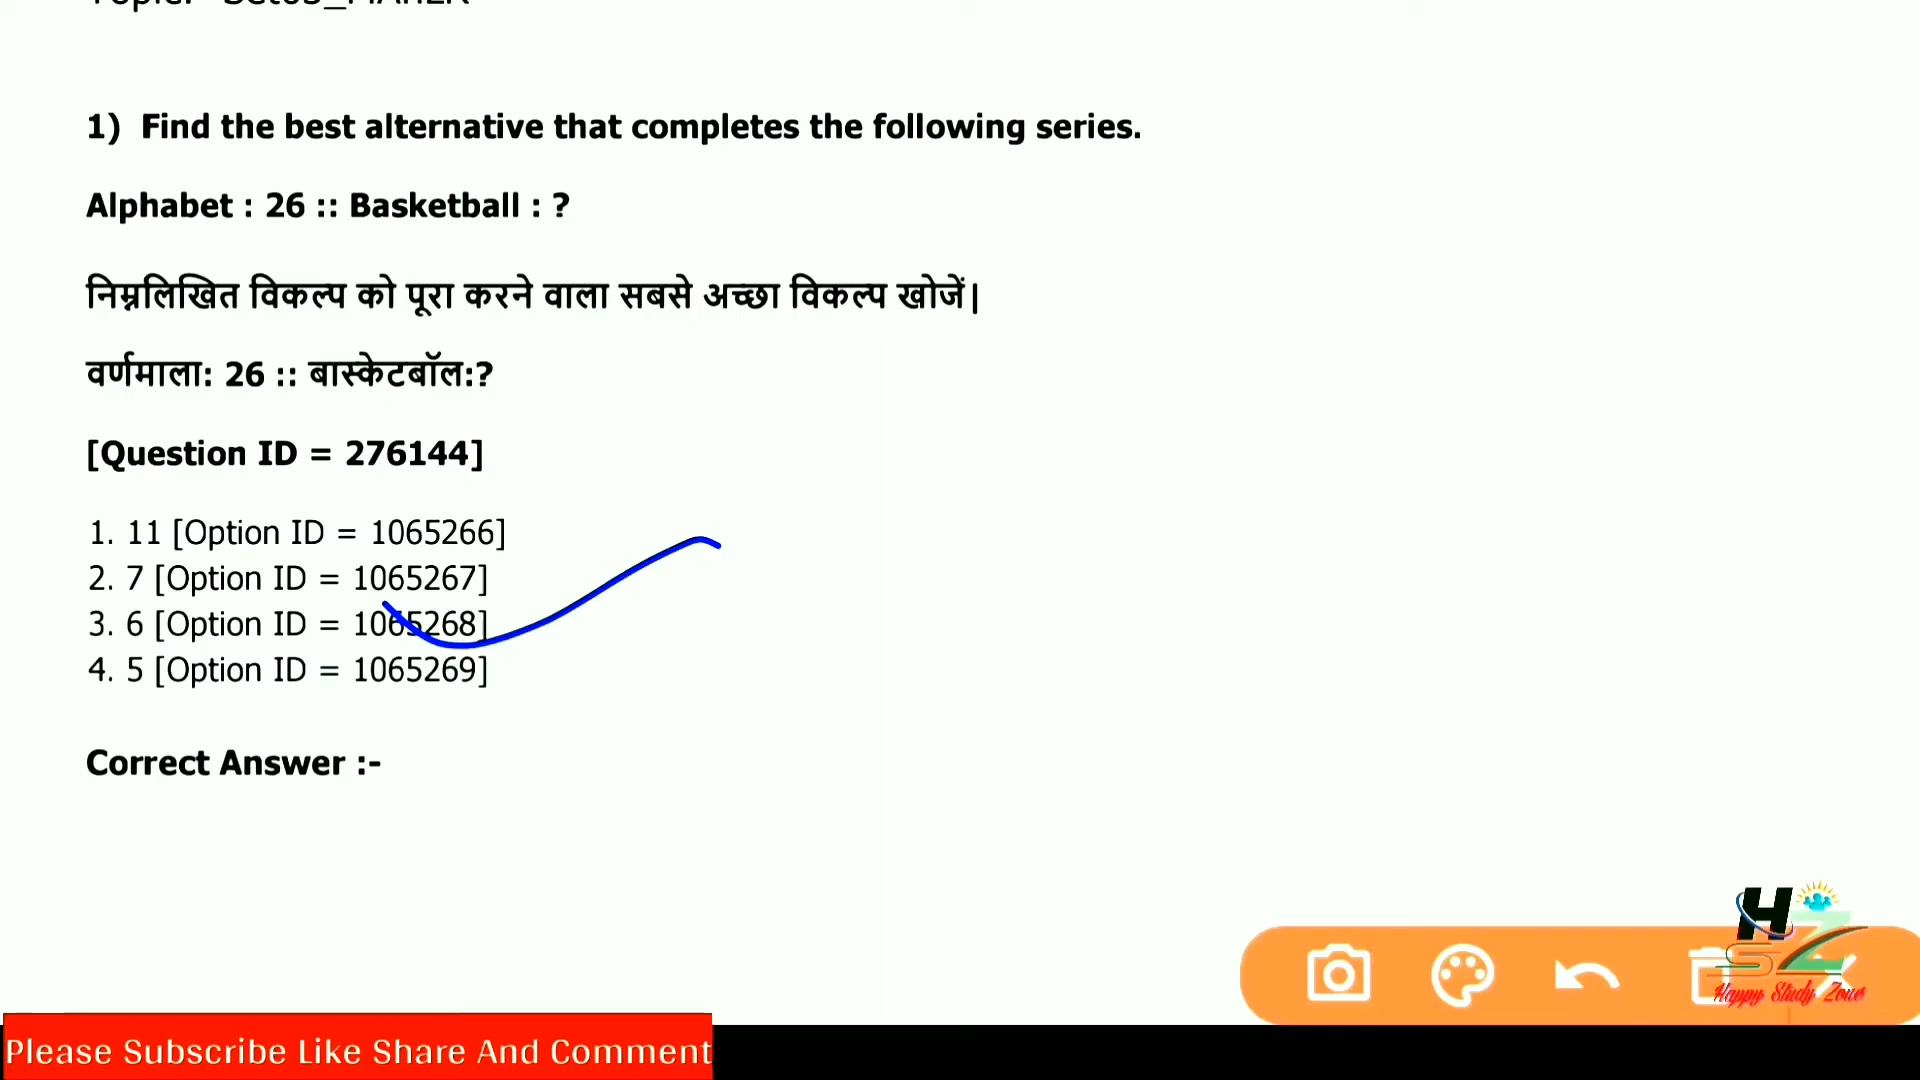 1) Find the best alternative that completes the following series.
Alphabet : 26 :: Basketball : ?
निम्नलिखित विकल्प को पूरा करने वाला सबसे अच्छा विकल्प खोजें|
वर्णमाला: 26 :: बास्केटबॉल:?
[Question ID = 276144]
1. 11 [Option ID = 1065266]
2. 7 [Option ID = 1065267]
3. 6 [Option ID = 1065268]
4. 5 [Option ID = 1065269]
Correct Answer :-
H
SZ
Happy Study Zone
Please Subscribe Like Share And Comment